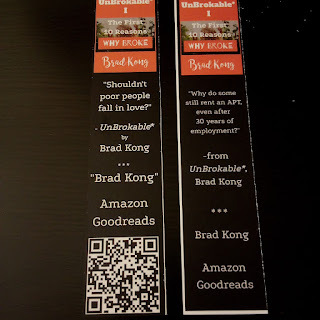 UnBrokable*
I
The First
10 Reasons
WHY BROKE
Brad Kong
"Shouldn't
poor people
fall in love?"
- UnBrokable*
by
Brad Kong
***
"Brad Kong"
Amazon
Goodreads
UnBrokable*
I
The First
10 Reasons
WHY BROKE
Brad Kong
"Why do some
still rent an APT,
even after
30 years of
employment?"
-from
UnBrokable*,
Brad Kong
***
Brad Kong
Amazon
Goodreads